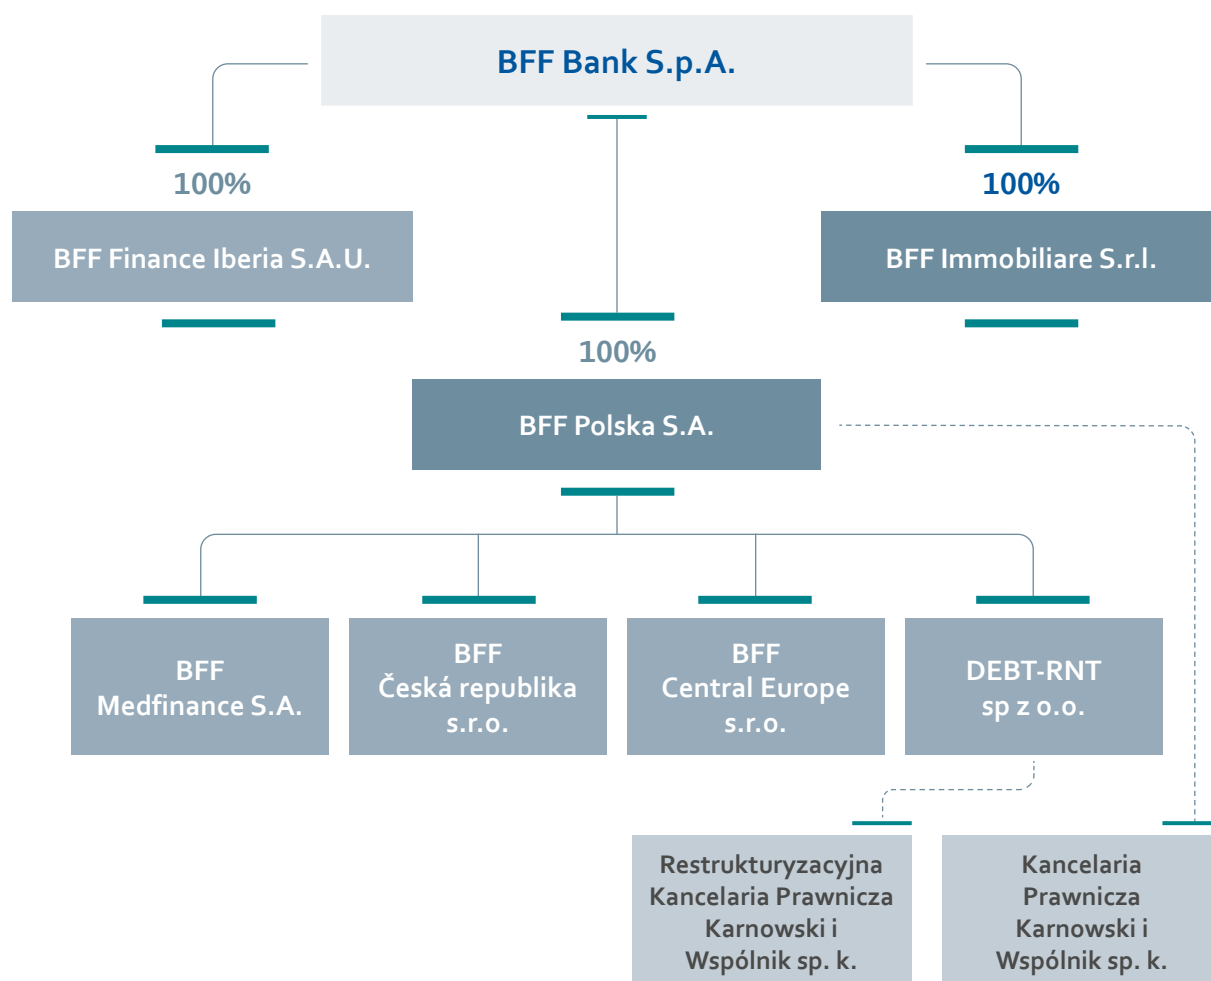 BFF Bank S.p.A.
100%
100%
BFF Finance Iberia S.A.U.
BFF Immobiliare S.r.l.
100%
BFF Polska S.A.
BFF
Medfinance S.A.
BFF
Česká republika
s.r.o.
BFF
Central Europe
s.r.o.
DEBT-RNT
sp z o.o.
Restrukturyzacyjna
Kancelaria Prawnicza
Karnowski i
Wspólnik sp. k.
Kancelaria
Prawnicza
Karnowski i
Wspólnik sp. k.